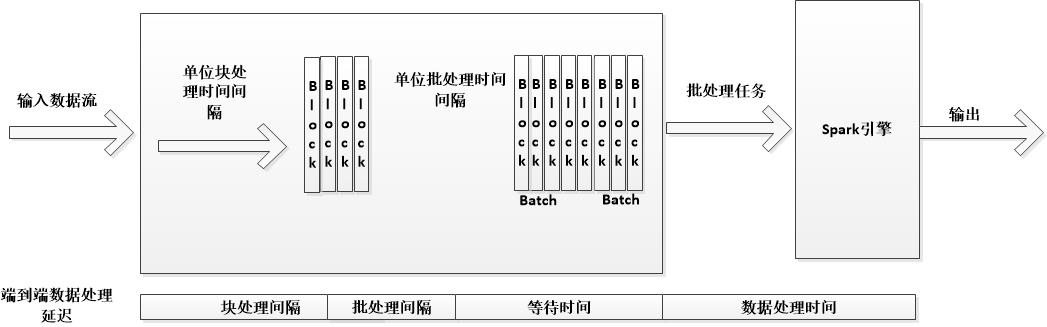 输入数据流
单位块处
理时间间
隔
Block
Block
Block
Block
单位批处理时间
间隔
Block
Block
Block
Block
Block
Block
Block
Block
Batch
Batch
批处理任务
Spark引擎
输出
端到端数据处理
延迟
块处理间隔
批处理间隔
等待时间
数据处理时间